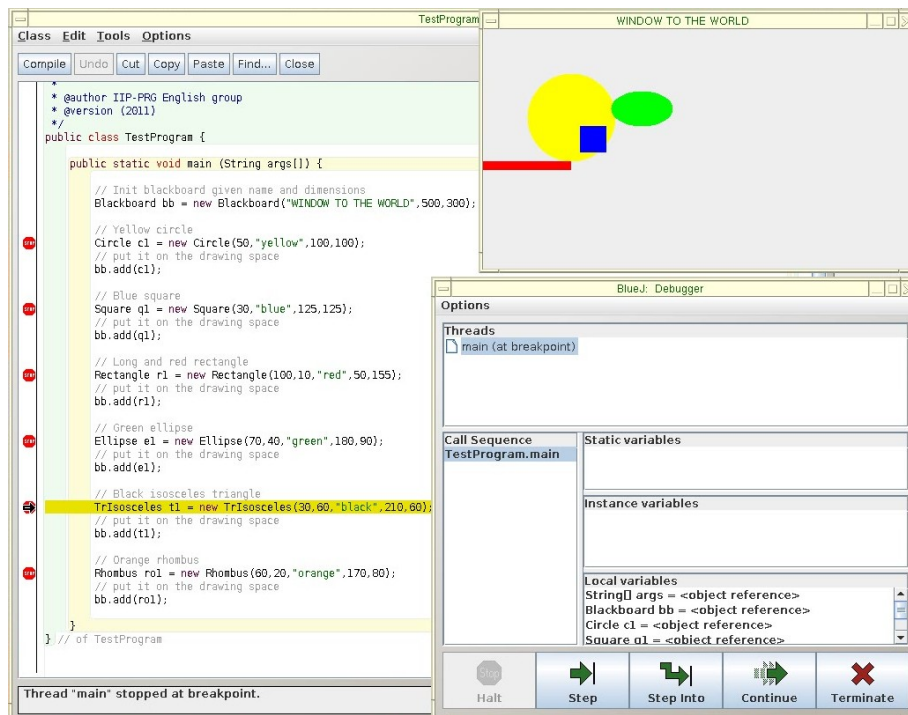 TestProgram
Class Edit Tools Options
Compile Undo Cut Copy Paste Find... Close
*
* @author IIP-PRG English group
* @version (2011)
*/
public class TestProgram {
public static void main (String args[]) {
// Init blackboard given name and dimensions
Blackboard bb = new Blackboard("WINDOW TO THE WORLD",500,300);
// Yellow circle
Circle c1 = new Circle(50,"yellow",100,100);
// put it on the drawing space
bb.add(c1);
// Blue square
Square q1 = new Square(30,"blue",125,125);
// put it on the drawing space
bb.add(q1);
// Long and red rectangle
Rectangle r1 = new Rectangle(100,10,"red",50,155);
// put it on the drawing space
bb.add(r1);
// Green ellipse
Ellipse e1 = new Ellipse(70,40,"green",180,90);
// put it on the drawing space
bb.add(e1);
// Black isosceles triangle
TrIsosceles t1 = new TrIsosceles(30,60,"black",210,60);
// put it on the drawing space
bb.add(t1);
// Orange rhombus
Rhombus ro1 = new Rhombus(60,20,"orange",170,80);
// put it on the drawing space
bb.add(ro1);
}
} // of TestProgram
Thread "main" stopped at breakpoint.
WINDOW TO THE WORLD
BlueJ: Debugger
Options
Threads
main (at breakpoint)
Call Sequence
TestProgram.main
Static variables
Instance variables
Local variables
String[] args = <object reference>
Blackboard bb = <object reference>
Circle c1 = <object reference>
Square q1 = <object reference>
Stop
Halt Step Step Into Continue Terminate